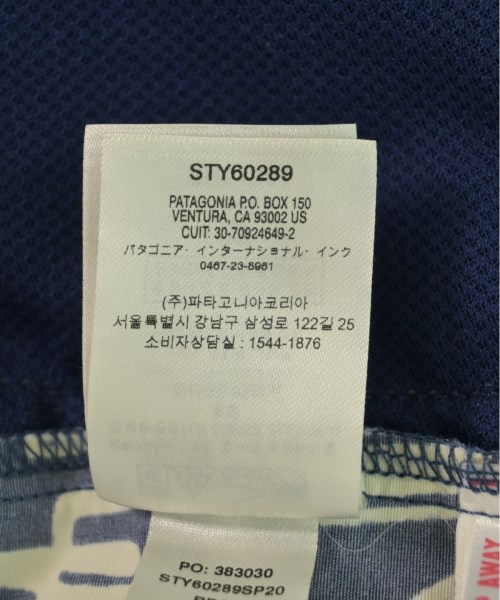 STY60289
PATAGONIA P.O. BOX 150
VENTURA, CA 93002 US
CUIT: 30-70924649-2
パタゴニア・インターナショナル・インク
0467-23-8961
(주)파타고니아코리아
서울특별시 강남구 삼성로 122길 25
소비자상담실 : 1544-1876
PO: 383030
STY60289SP20
AWAY